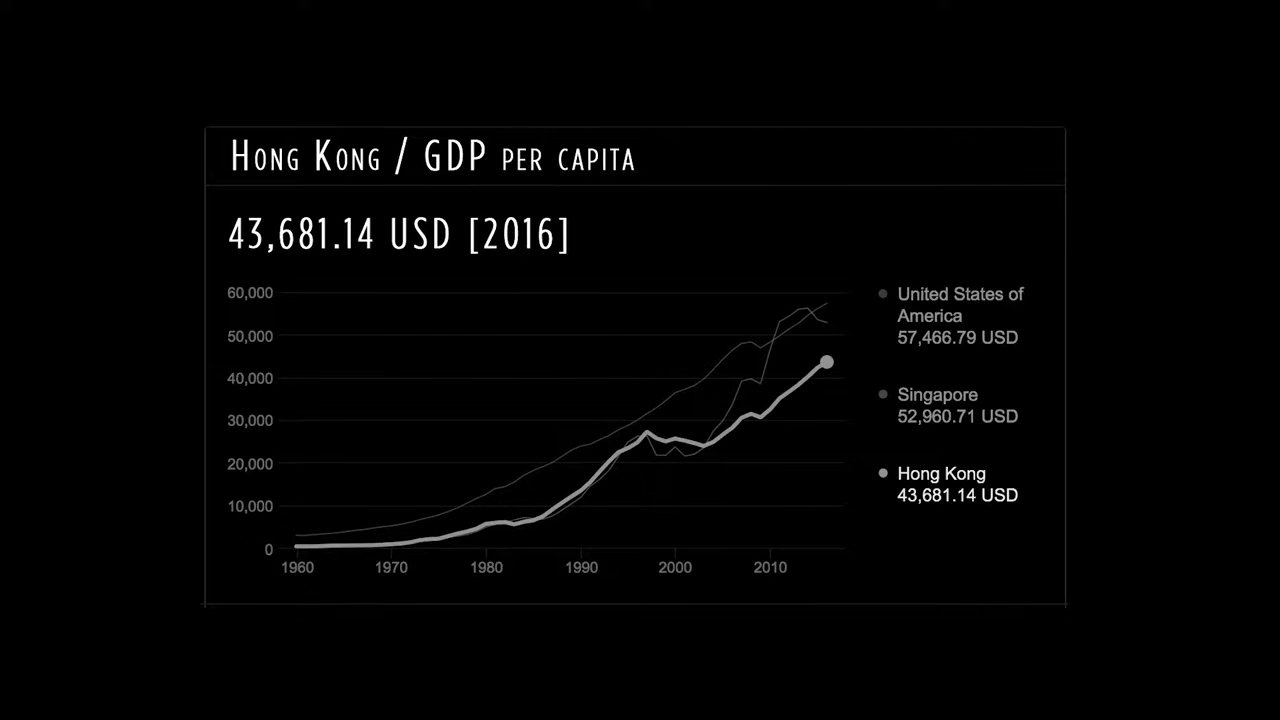 Hong Kong / GDP per capita
43,681.14 USD [2016]
60,000
50,000
40,000
30,000
20,000
10,000
0
1960 1970 1980 1990 2000 2010
United States of
America
57,466.79 USD
Singapore
52,960.71 USD
Hong Kong
43,681.14 USD